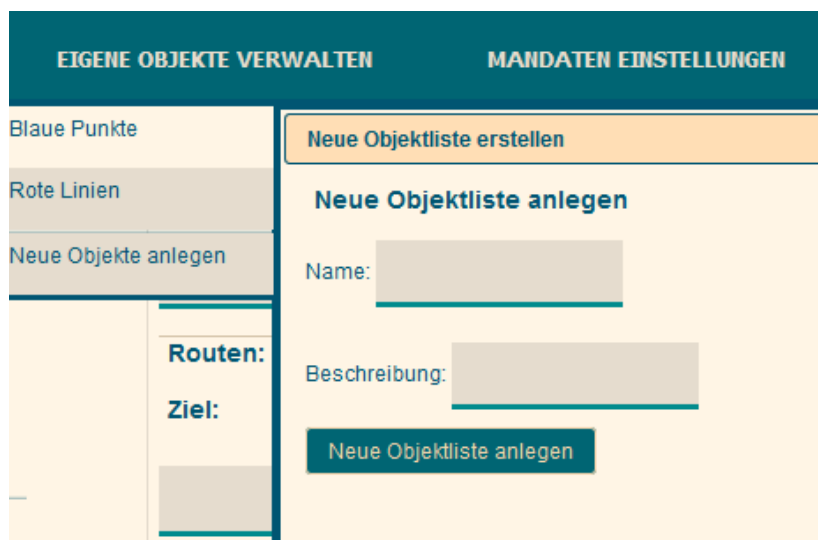 EIGENE OBJEKTE VERWALTEN
MANDATEN EINSTELLUNGEN
Blaue Punkte
Rote Linien
Neue Objekte anlegen
Routen:
Ziel:
Neue Objektliste erstellen
Neue Objektliste anlegen
Name:
Beschreibung:
Neue Objektliste anlegen